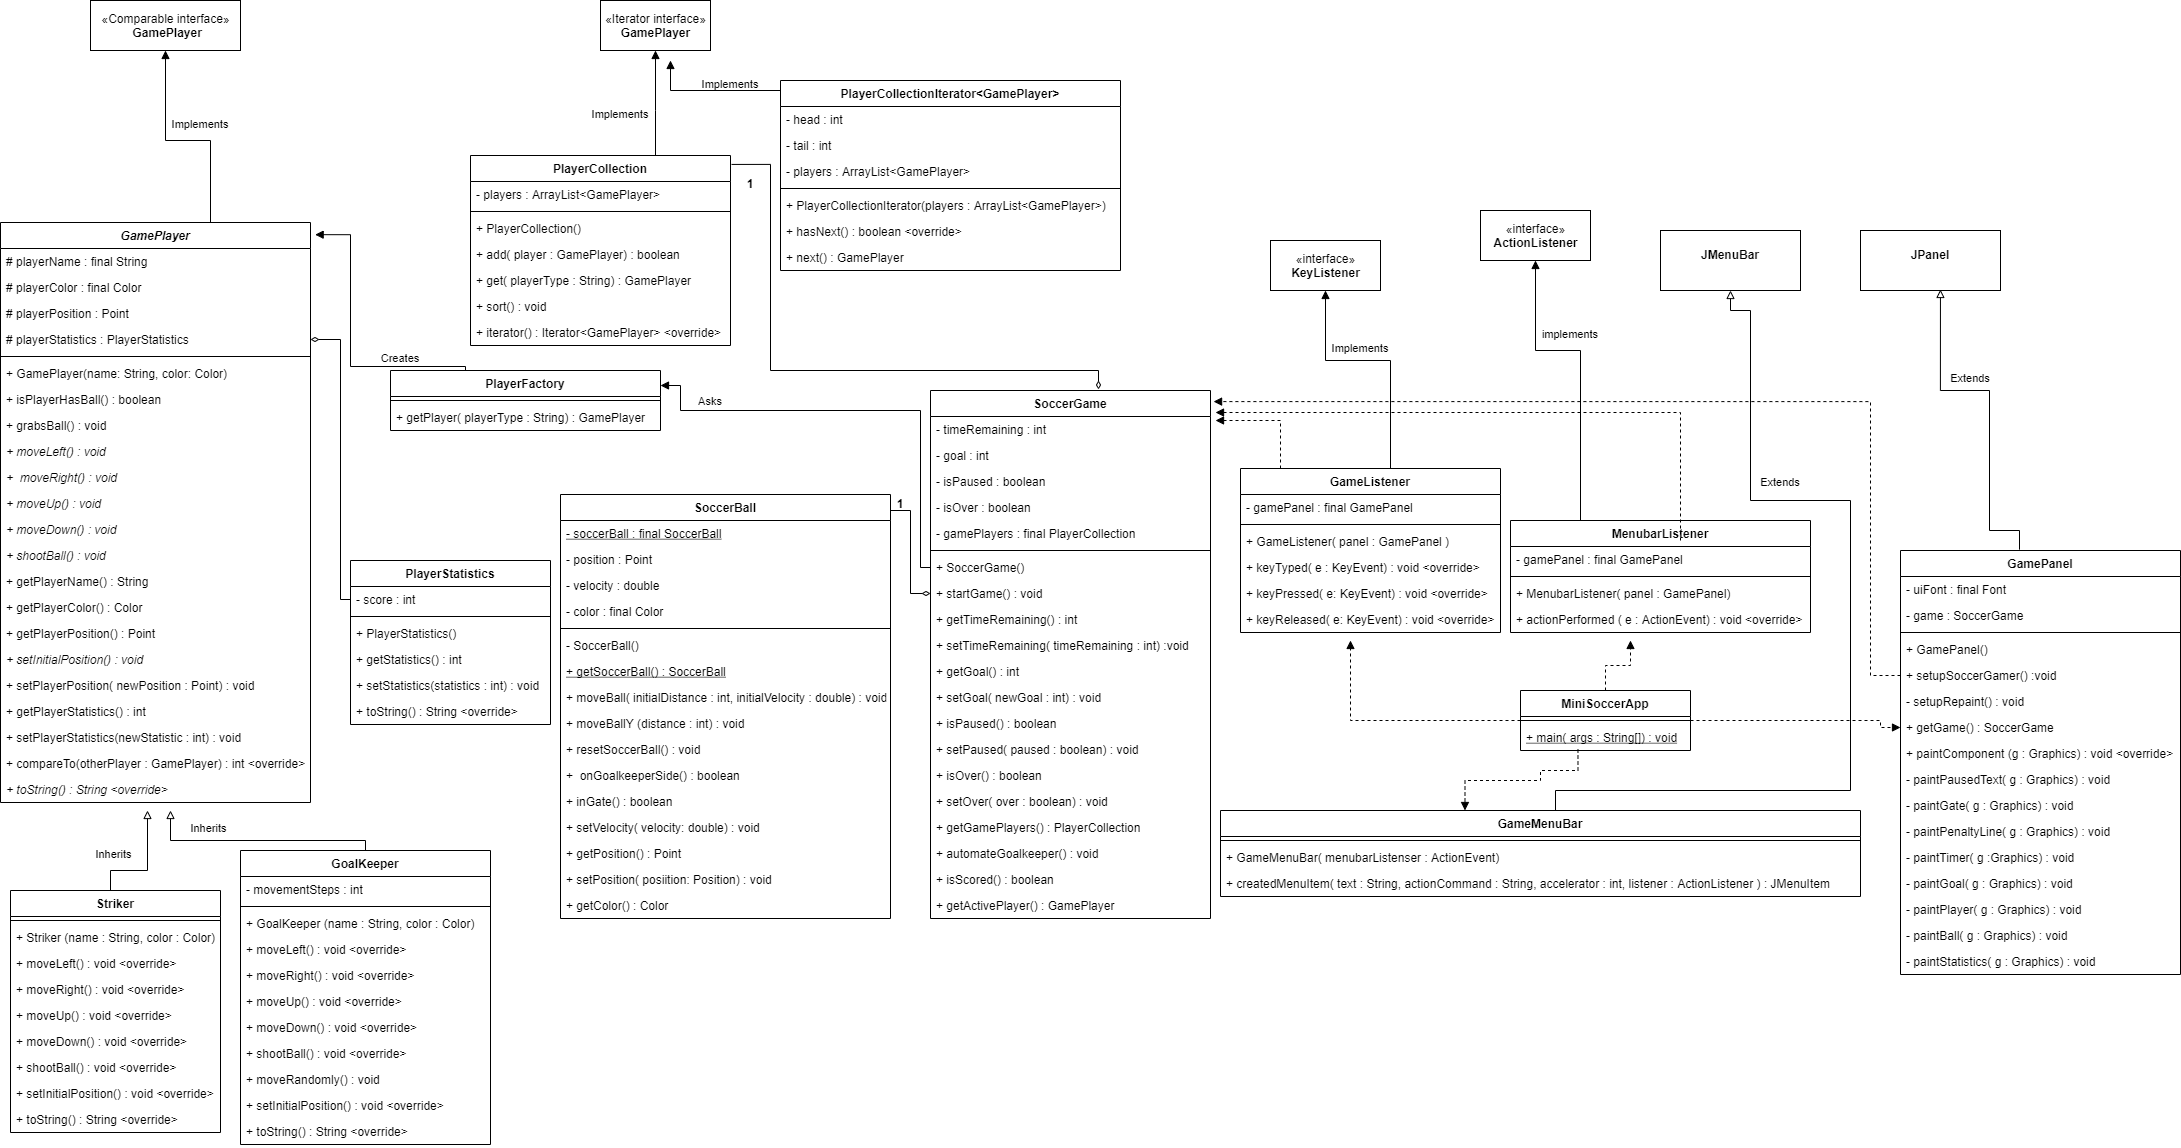 «Comparable interface»
GamePlayer
Implements
GamePlayer
# playerName : final String
# playerColor : final Color
# playerPosition : Point
# playerStatistics : PlayerStatistics
+ GamePlayer(name: String, color: Color)
+ isPlayerHasBall() : boolean
+ grabsBall() : void
+ moveLeft() : void
+ moveRight() : void
+ moveUp() : void
+ moveDown() : void
+ shootBall() : void
+ getPlayerName() : String
+ getPlayerColor() : Color
+ getPlayerPosition() : Point
+ setInitialPosition() : void
+ setPlayerPosition( newPosition : Point) : void
+ getPlayerStatistics() : int
+ setPlayerStatistics(newStatistic : int) : void
+ compareTo(otherPlayer : GamePlayer) : int <override>
+ toString() : String <override>
Inherits
Inherits
Striker
+ Striker (name : String, color : Color)
+ moveLeft() : void <override>
+ moveRight() : void <override>
+ moveUp() : void <override>
+ moveDown() : void <override>
+ shootBall() : void <override>
+ setInitialPosition() : void <override>
+ toString() : String <override>
GoalKeeper
- movementSteps : int
+ GoalKeeper (name : String, color : Color)
+ moveLeft() : void <override>
+ moveRight() : void <override>
+ moveUp() : void <override>
+ moveDown() : void <override>
+ shootBall() : void <override>
+ moveRandomly() : void
+ setInitialPosition() : void <override>
+ toString() : String <override>
«Iterator interface»
GamePlayer
Implements
Implements
PlayerCollectionIterator<GamePlayer>
- head : int
- tail : int
- players : ArrayList<GamePlayer>
+ PlayerCollectionIterator(players : ArrayList<GamePlayer>)
+ hasNext() : boolean <override>
+ next() : GamePlayer
PlayerCollection
- players : ArrayList<GamePlayer>
+ PlayerCollection()
+ add( player : GamePlayer) : boolean
+ get( playerType : String) : GamePlayer
+ sort() : void
+ iterator() : Iterator<GamePlayer> <override>
1
Creates
PlayerFactory
+ getPlayer( playerType : String) : GamePlayer
Asks
PlayerStatistics
- score : int
+ PlayerStatistics()
+ getStatistics() : int
+ setStatistics(statistics : int) : void
+ toString() : String <override>
SoccerBall
- soccerBall : final SoccerBall
- position : Point
- velocity : double
- color : final Color
- SoccerBall()
+ getSoccerBall() : SoccerBall
+ moveBall( initialDistance : int, initialVelocity : double) : void
+ moveBallY (distance : int) : void
+ resetSoccerBall() : void
+ onGoalkeeperSide() : boolean
+ inGate() : boolean
+ setVelocity( velocity: double) : void
+ getPosition() : Point
+ setPosition( posiition: Position) : void
+ getColor() : Color
1
SoccerGame
- timeRemaining : int
- goal : int
- isPaused : boolean
- isOver : boolean
- gamePlayers : final PlayerCollection
+ SoccerGame()
+ startGame() : void
+ getTimeRemaining() : int
+ setTimeRemaining( timeRemaining : int) :void
+ getGoal() : int
+ setGoal( newGoal : int) : void
+ isPaused() : boolean
+ setPaused( paused : boolean) : void
+ isOver() : boolean
+ setOver( over : boolean) : void
+ getGamePlayers() : PlayerCollection
+ automateGoalkeeper() : void
+ isScored() : boolean
+ getActivePlayer() : GamePlayer
«interface»
KeyListener
Implements
GameListener
- gamePanel : final GamePanel
+ GameListener( panel : GamePanel )
+ keyTyped( e : KeyEvent) : void <override>
+ keyPressed( e: KeyEvent) : void <override>
+ keyReleased( e: KeyEvent) : void <override>
«interface»
ActionListener
implements
MenubarListener
- gamePanel : final GamePanel
+ MenubarListener( panel : GamePanel)
+ actionPerformed ( e : ActionEvent) : void <override>
MiniSoccerApp
+ main( args : String[]) : void
JMenuBar
Extends
GameMenuBar
+ GameMenuBar( menubarListenser : ActionEvent)
+ createdMenuItem( text : String, actionCommand : String, accelerator : int, listener : ActionListener ) : JMenuItem
JPanel
Extends
GamePanel
- uiFont : final Font
- game : SoccerGame
+ GamePanel()
+ setupSoccerGamer() :void
- setupRepaint() : void
+ getGame() : SoccerGame
+ paintComponent (g : Graphics) : void <override>
- paintPausedText( g : Graphics) : void
- paintGate( g : Graphics) : void
- paintPenaltyLine( g : Graphics) : void
- paintTimer( g :Graphics) : void
- paintGoal( g : Graphics) : void
- paintPlayer( g : Graphics) : void
- paintBall( g : Graphics) : void
- paintStatistics( g : Graphics) : void